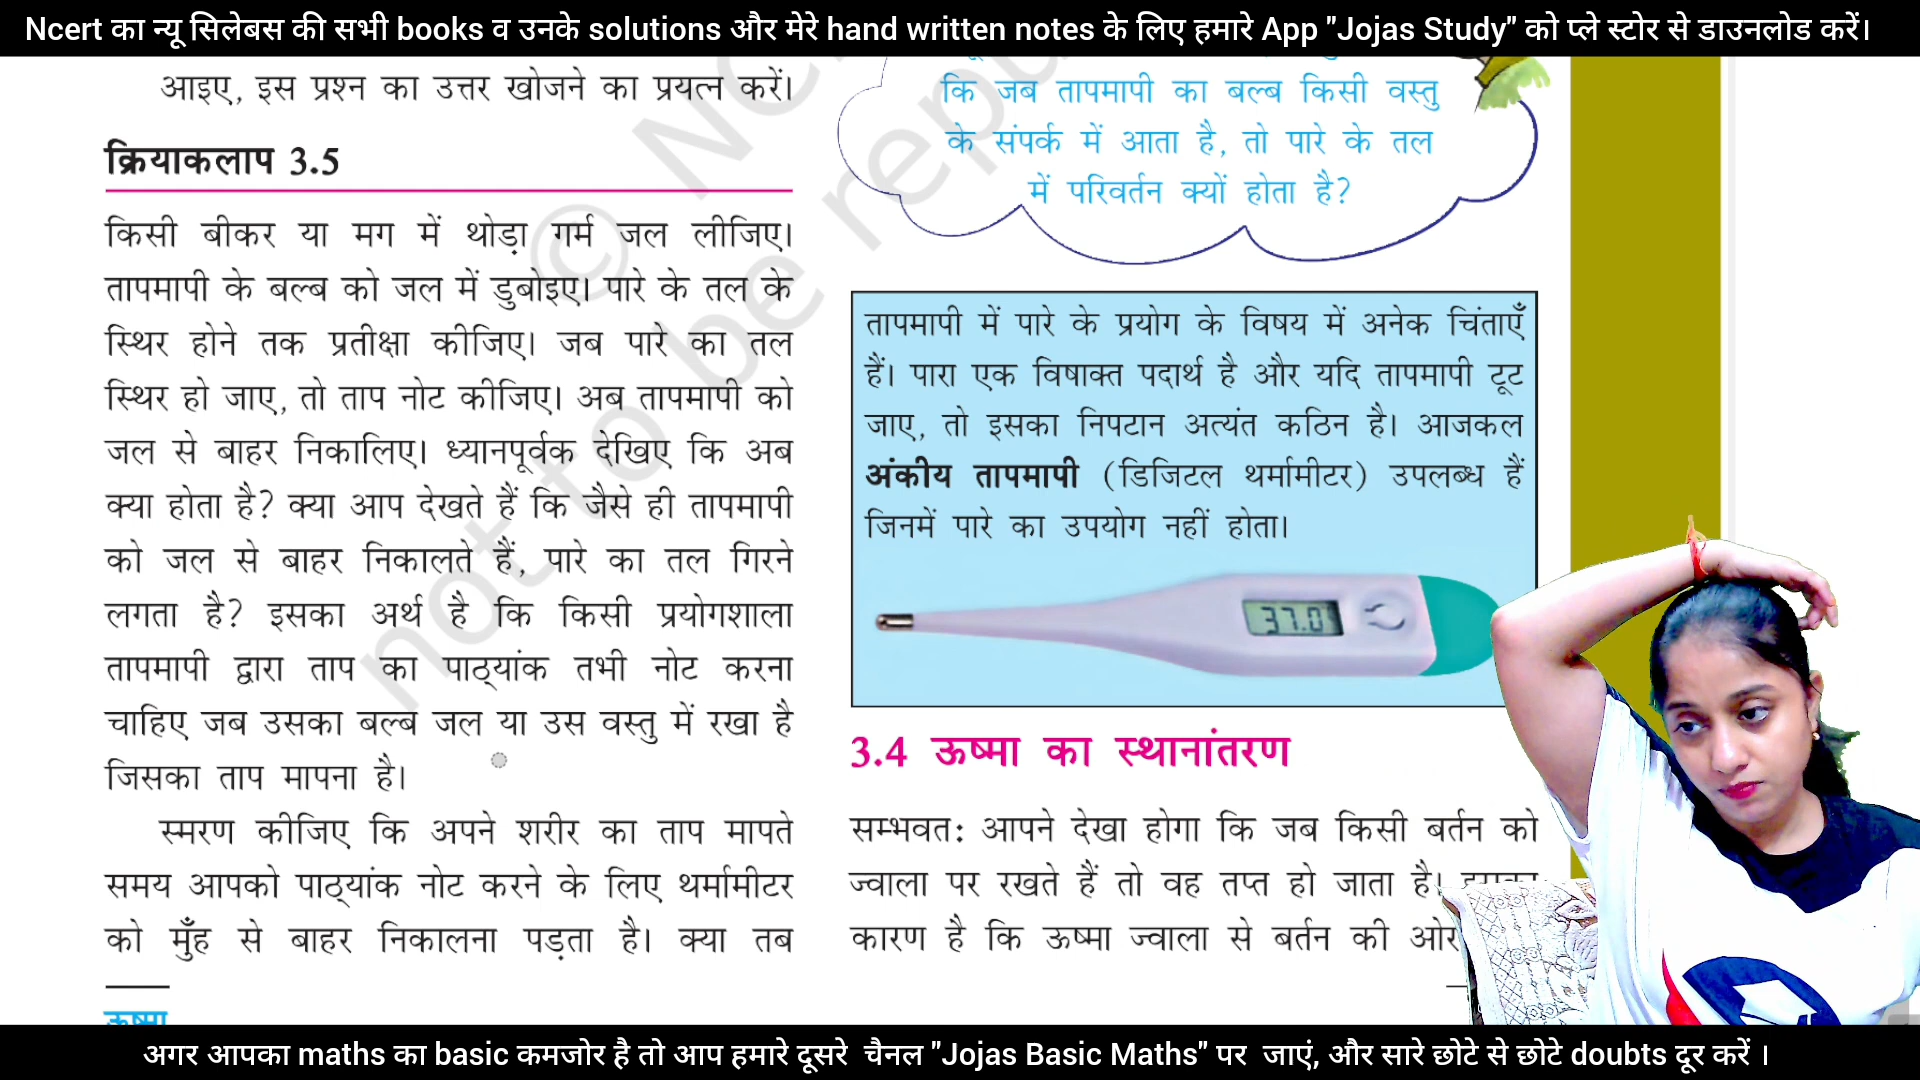 Ncert का न्यू सिलेबस की सभी books व उनके solutions और मेरे hand written notes के लिए हमारे App "Jojas Study" को प्ले स्टोर से डाउनलोड करें।
आइए, इस प्रश्न का उत्तर खोजने का प्रयत्न करें।
क्रियाकलाप 3.5
किसी बीकर या मग में थोड़ा गर्म जल लीजिए।
तापमापी के बल्ब को जल में डुबोइए। पारे के तल के
स्थिर होने तक प्रतीक्षा कीजिए। जब पारे का तल
स्थिर हो जाए, तो ताप नोट कीजिए। अब तापमापी को
जल से बाहर निकालिए। ध्यानपूर्वक देखिए कि अब
क्या होता है? क्या आप देखते हैं कि जैसे ही तापमापी
को जल से बाहर निकालते हैं, पारे का तल गिरने
लगता है? इसका अर्थ है कि किसी प्रयोगशाला
तापमापी द्वारा ताप का पाठ्यांक तभी नोट करना
चाहिए जब उसका बल्ब जल या उस वस्तु में रखा है
जिसका ताप मापना है।
स्मरण कीजिए कि अपने शरीर का ताप मापते
समय आपको पाठ्यांक नोट करने के लिए थर्मामीटर
को मुँह से बाहर निकालना पड़ता है। क्या तब
ऊष्मा
कि जब तापमापी का बल्ब किसी वस्तु
के संपर्क में आता है, तो पारे के तल
में परिवर्तन क्यों होता है?
तापमापी में पारे के प्रयोग के विषय में अनेक चिंताएँ
हैं। पारा एक विषाक्त पदार्थ है और यदि तापमापी टूट
जाए, तो इसका निपटान अत्यंत कठिन है। आजकल
अंकीय तापमापी (डिजिटल थर्मामीटर) उपलब्ध हैं
जिनमें पारे का उपयोग नहीं होता।
37.0
3.4 ऊष्मा का स्थानांतरण
सम्भवत: आपने देखा होगा कि जब किसी बर्तन को
ज्वाला पर रखते हैं तो वह तप्त हो जाता है।
कारण है कि ऊष्मा ज्वाला से बर्तन की ओर
© NC
not to be repu
अगर आपका maths का basic कमजोर है तो आप हमारे दूसरे चैनल "Jojas Basic Maths" पर जाएं, और सारे छोटे से छोटे doubts दूर करें ।